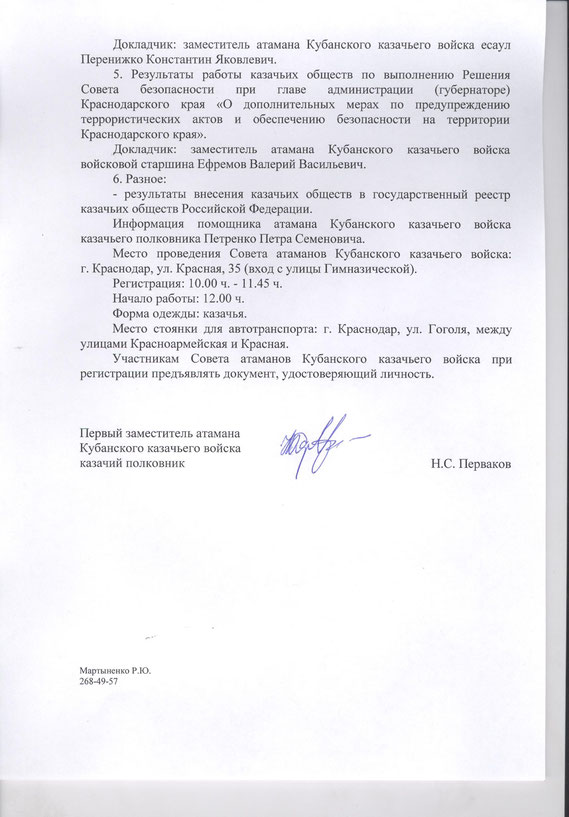 Докладчик: заместитель атамана Кубанского казачьего войска есаул
Перенижко Константин Яковлевич.
5. Результаты работы казачьих обществ по выполнению Решения
Совета безопасности при главе администрации (губернаторе)
Краснодарского края «О дополнительных мерах по предупреждению
террористических актов и обеспечению безопасности на территории
Краснодарского края».
Докладчик: заместитель атамана Кубанского казачьего войска
войсковой старшина Ефремов Валерий Васильевич.
6. Разное:
- результаты внесения казачьих обществ в государственный реестр
казачьих обществ Российской Федерации.
Информация помощника атамана Кубанского казачьего войска
казачьего полковника Петренко Петра Семеновича.
Место проведения Совета атаманов Кубанского казачьего войска:
г. Краснодар, ул. Красная, 35 (вход с улицы Гимназической).
Регистрация: 10.00 ч. - 11.45 ч.
Начало работы: 12.00 ч.
Форма одежды: казачья.
Место стоянки для автотранспорта: г. Краснодар, ул. Гоголя, между
улицами Красноармейская и Красная.
Участникам Совета атаманов Кубанского казачьего войска при
регистрации предъявлять документ, удостоверяющий личность.
Первый заместитель атамана
Кубанского казачьего войска
казачий полковник Н.С. Перваков
Мартыненко Р.Ю.
268-49-57